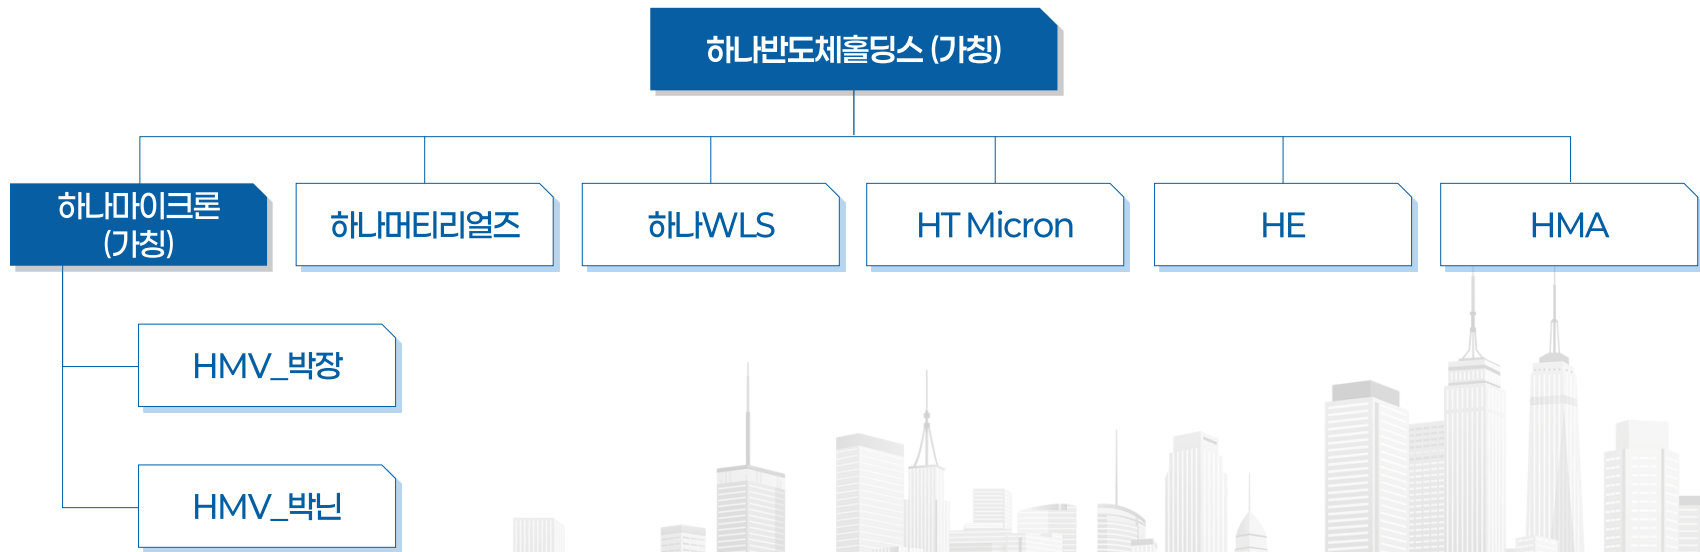 하나반도체홀딩스 (가칭)
하나마이크론
(가칭)
하나머티리얼즈
하나WLS
HT Micron
HE
HMA
HMV_박장
HMV_박닌